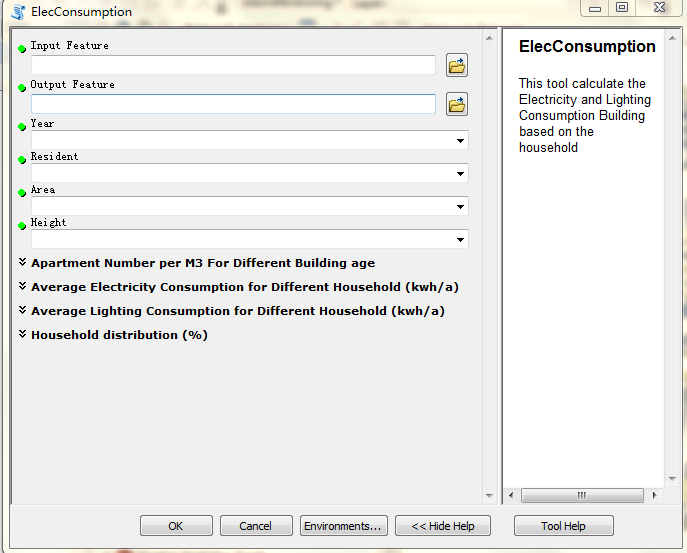 ElecConsumption
Input Feature
Output Feature
Year
Resident
Area
Height
Apartment Number per M3 For Different Building age
Average Electricity Consumption for Different Household (kwh/a)
Average Lighting Consumption for Different Household (kwh/a)
Household distribution (%)
ElecConsumption
This tool calculate the
Electricity and Lighting
Consumption Building
based on the
household
OK
Cancel
Environments...
<< Hide Help
Tool Help